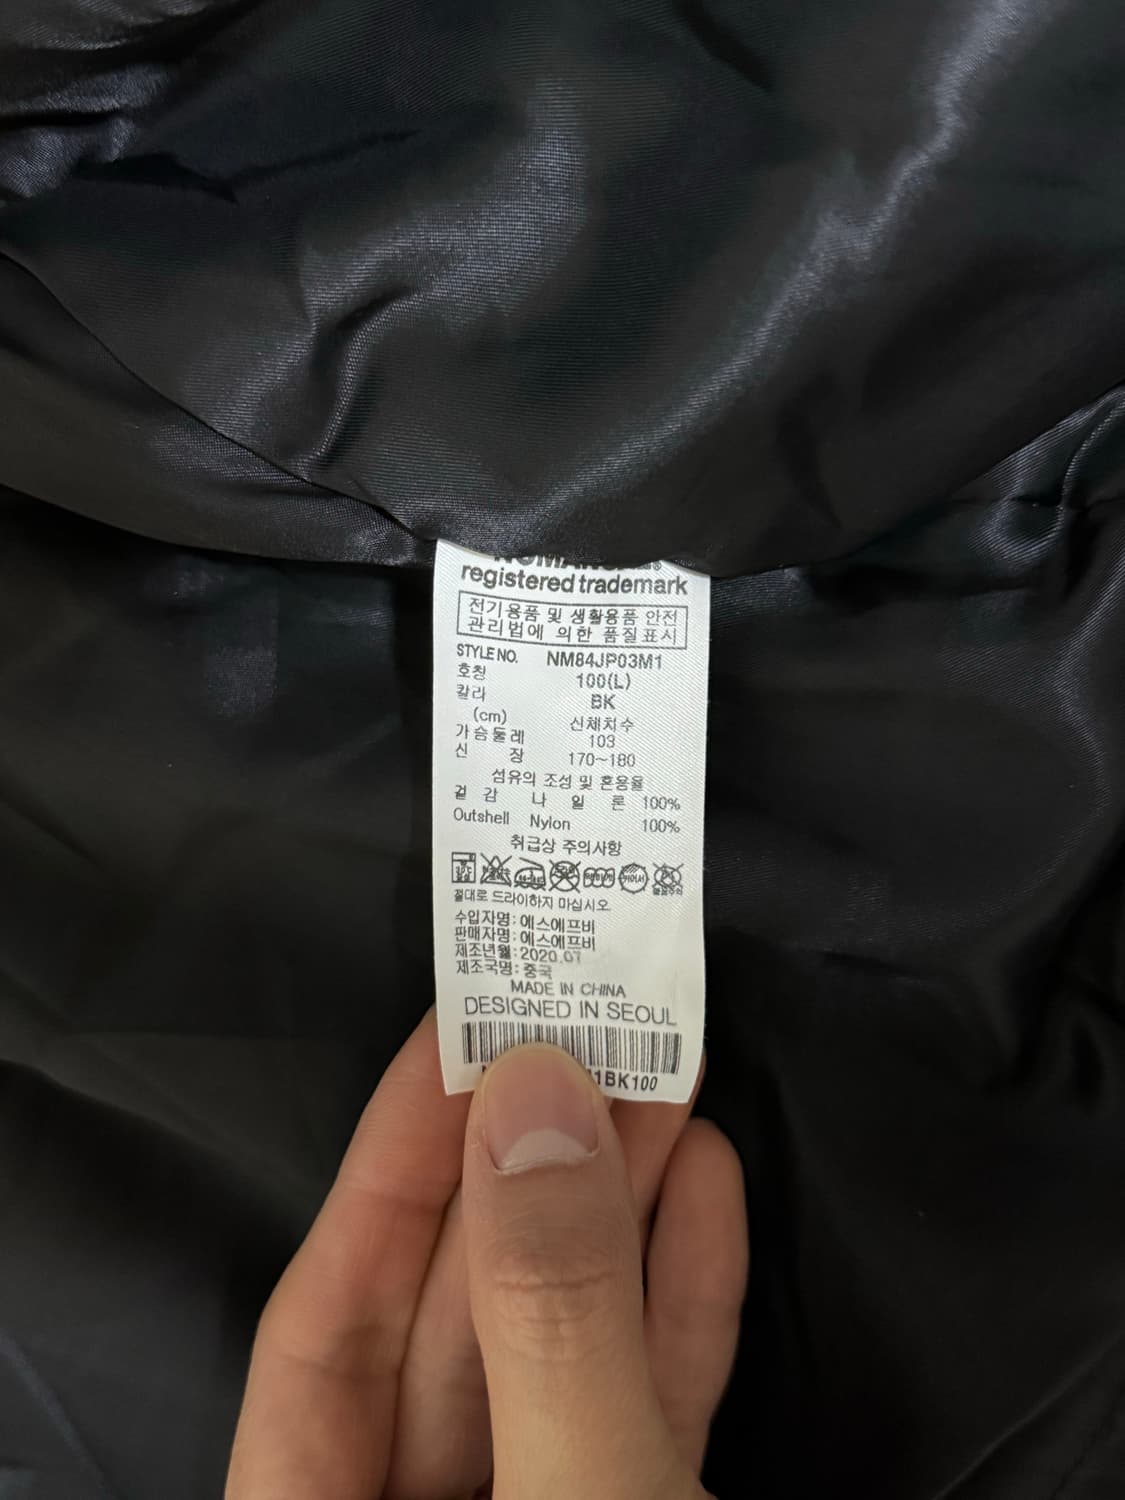 registered trademark
전기용품 및 생활용품 안전
관리법에 의한 품질표시
STYLE NO. NM84JP03M1
호칭 100(L)
칼라 BK
(cm) 신체치수
가슴둘레 103
신 장 170~180
섬유의 조성 및 혼용율
겉 감 나 일 론 100%
Outshell Nylon 100%
취급상 주의사항
절대로 드라이하지 마십시오
수입자명:에스에프비
판매자명:에스에프비
제조년월:2020.07
제조국명:중국
MADE IN CHINA
DESIGNED IN SEOUL
1BK100